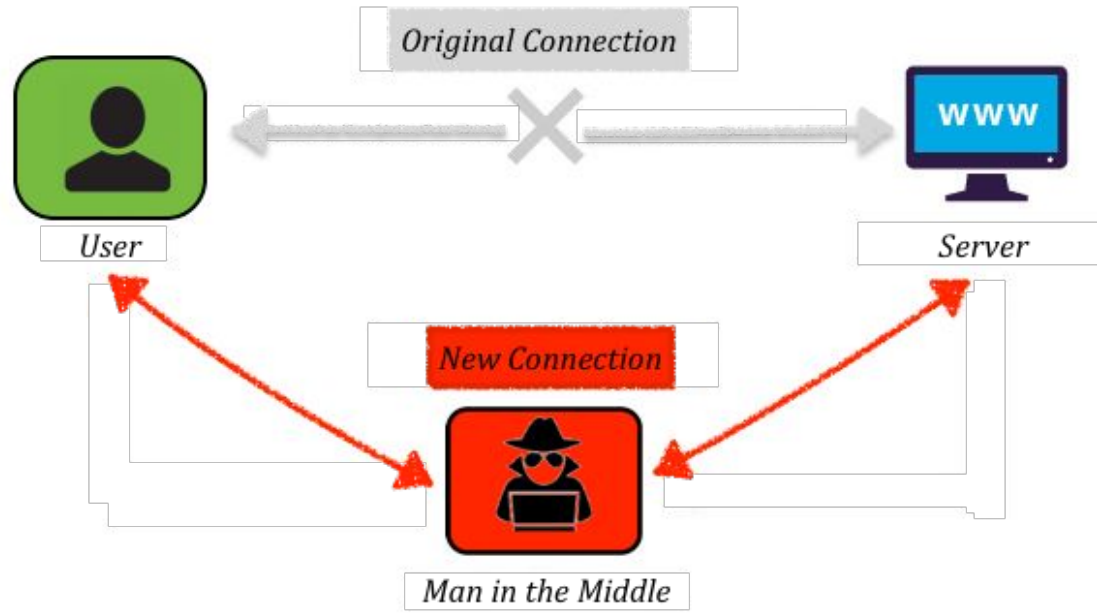 Original Connection
www
User
Server
New Connection
Man in the Middle